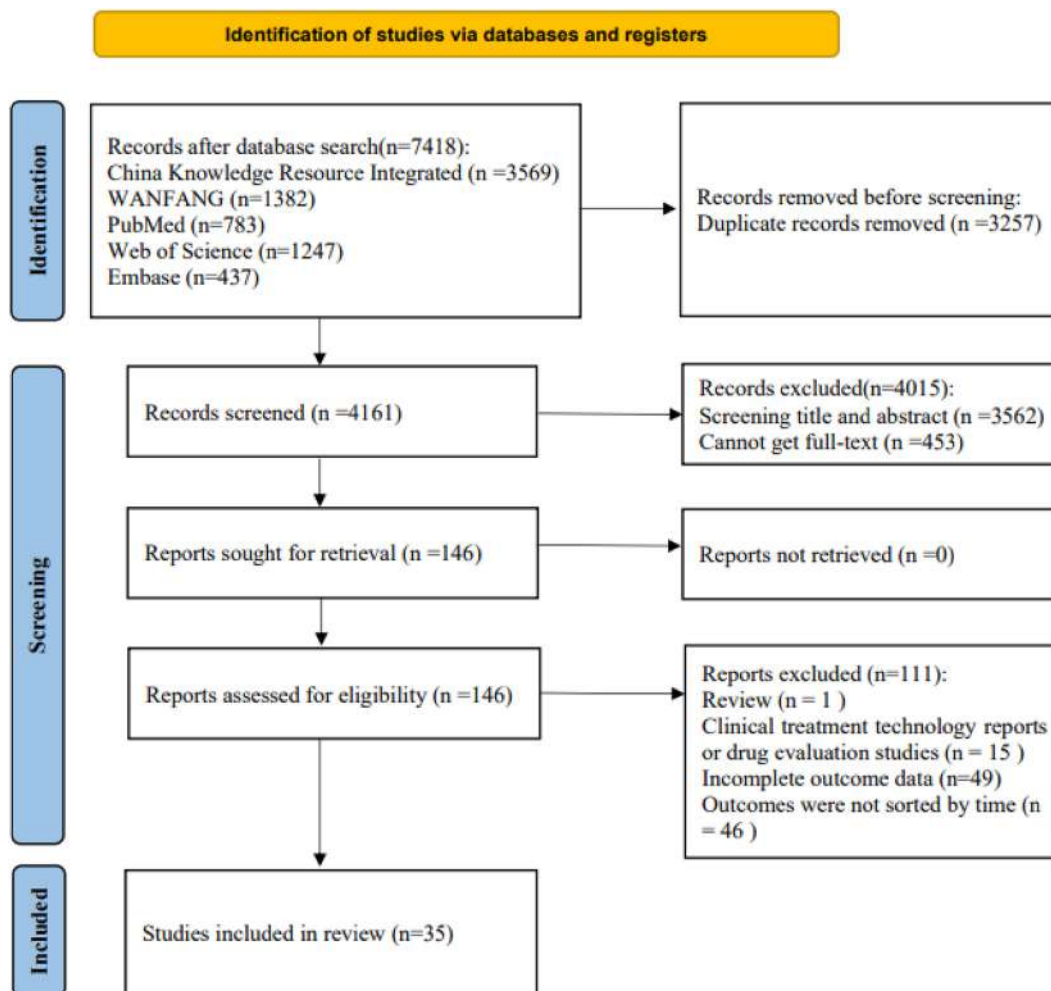 Identification of studies via databases and registers
Identification
Records after database search(n=7418):
China Knowledge Resource Integrated (n =3569)
WANFANG (n=1382)
PubMed (n=783)
Web of Science (n=1247)
Embase (n=437)
Records removed before screening:
Duplicate records removed (n =3257)
Screening
Records screened (n =4161)
Records excluded(n=4015):
Screening title and abstract (n =3562)
Cannot get full-text (n =453)
Reports sought for retrieval (n =146)
Reports not retrieved (n =0)
Reports assessed for eligibility (n =146)
Reports excluded (n=111):
Review (n = 1 )
Clinical treatment technology reports
or drug evaluation studies (n = 15 )
Incomplete outcome data (n=49)
Outcomes were not sorted by time (n
= 46 )
Included
Studies included in review (n=35)